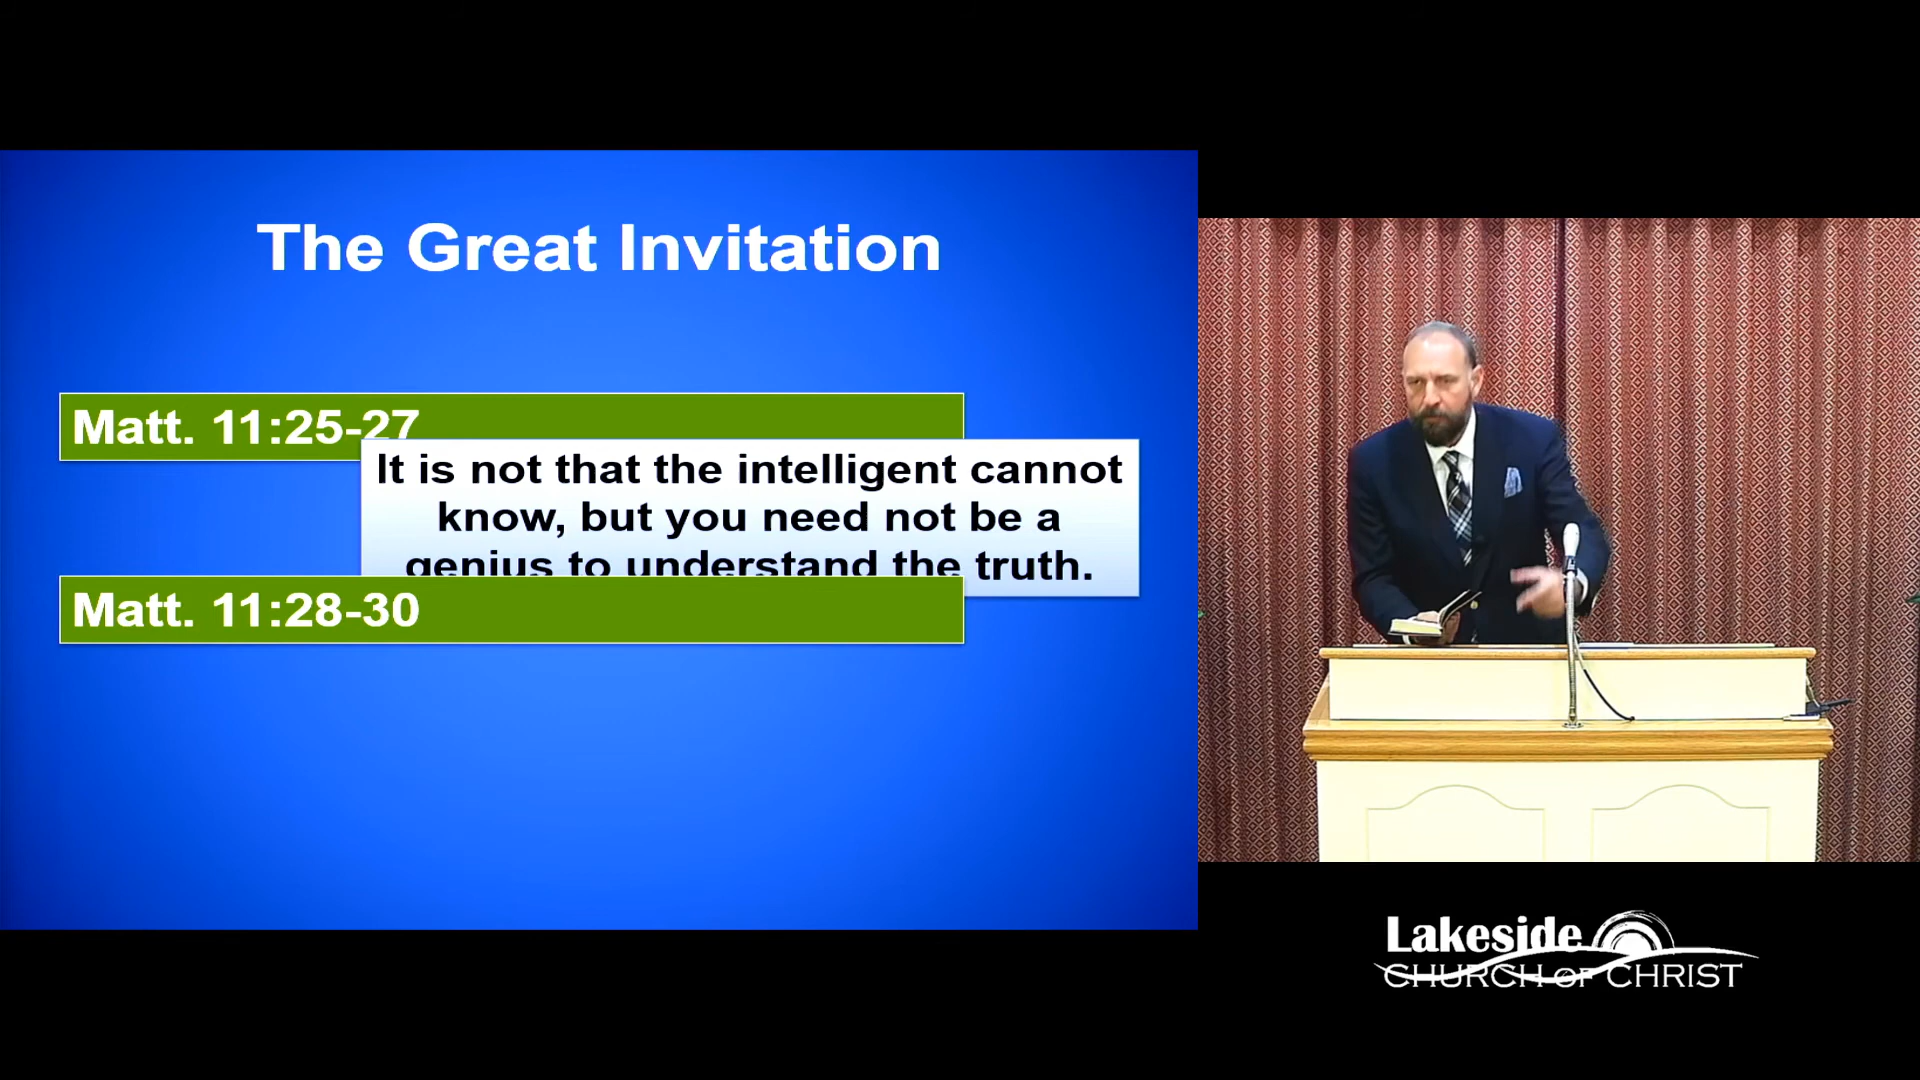 The Great Invitation
Matt. 11:25-27
It is not that the intelligent cannot
know, but you need not be a
genius to understand the truth.
Matt. 11:28-30
Lakeside
CHURCH OF CHRIST